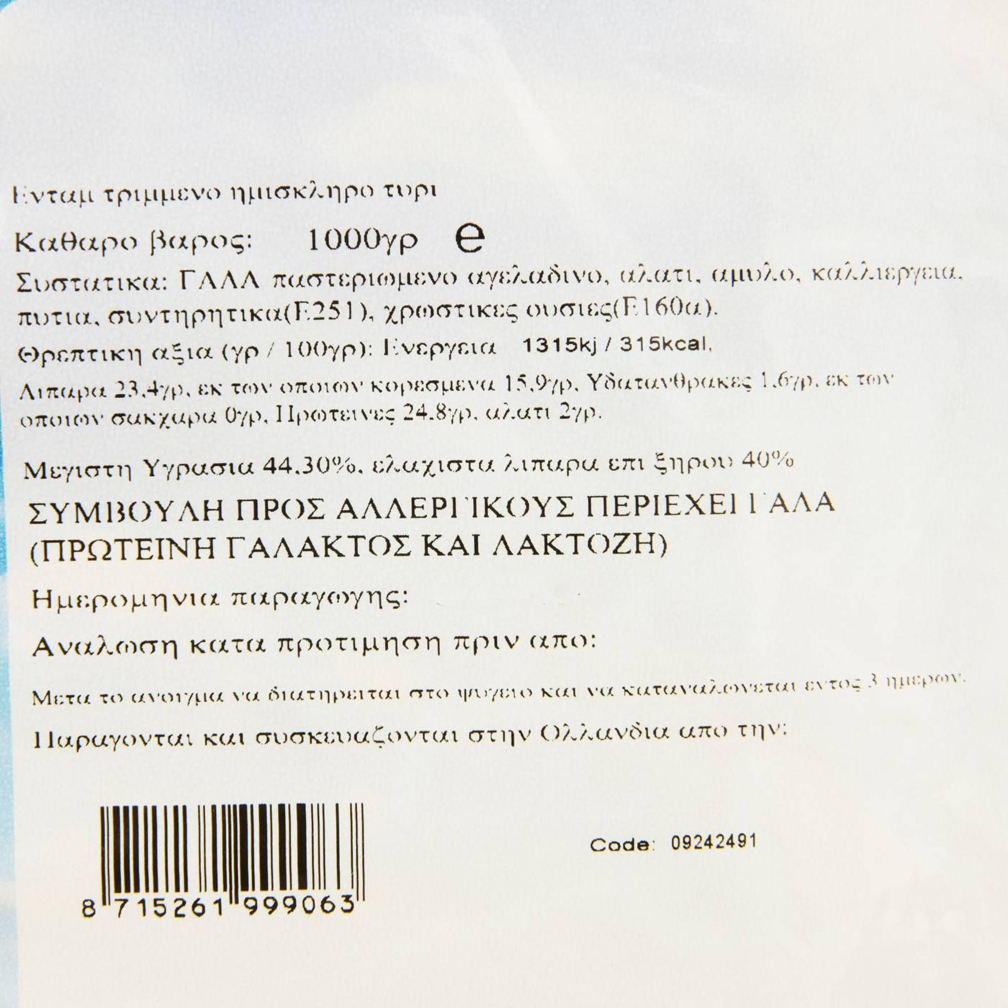 Ενταμ τριμμενο ημισκληρο τυρι
Καθαρο βαρος: 1000γρ e
Συστατικα: ΓΑΛΑ παστεριωμενο αγελαδινο, αλατι, αμυλο, καλλιεργεια,
πυτια, συντηρητικα(Ε251), χρωστικες ουσιες(Ε160α).
Θρεπτικη αξια (γρ / 100γρ): Ενεργεια 1315kj / 315kcal,
Λιπαρα 23,4γρ, εκ των οποιων κορεσμενα 15,9γρ, Υδατανθρακες 1,6γρ, εκ των
οποιων σακχαρα 0γρ, Πρωτεινες 24,8γρ, αλατι 2γρ.
Μεγιστη Υγρασια 44,30%, ελαχιστα λιπαρα επι ξηρου 40%
ΣΥΜΒΟΥΛΗ ΠΡΟΣ ΑΛΛΕΡΓΙΚΟΥΣ ΠΕΡΙΕΧΕΙ ΓΑΛΑ
(ΠΡΩΤΕΙΝΗ ΓΑΛΑΚΤΟΣ ΚΑΙ ΛΑΚΤΟΖΗ)
Ημερομηνια παραγωγης:
Αναλωση κατα προτιμηση πριν απο:
Μετα το ανοιγμα να διατηρειται στο ψυγειο και να καταναλωνεται εντος 3 ημερων.
Παραγονται και συσκευαζονται στην Ολλανδια απο την:
Code: 09242491
8 715261 999063